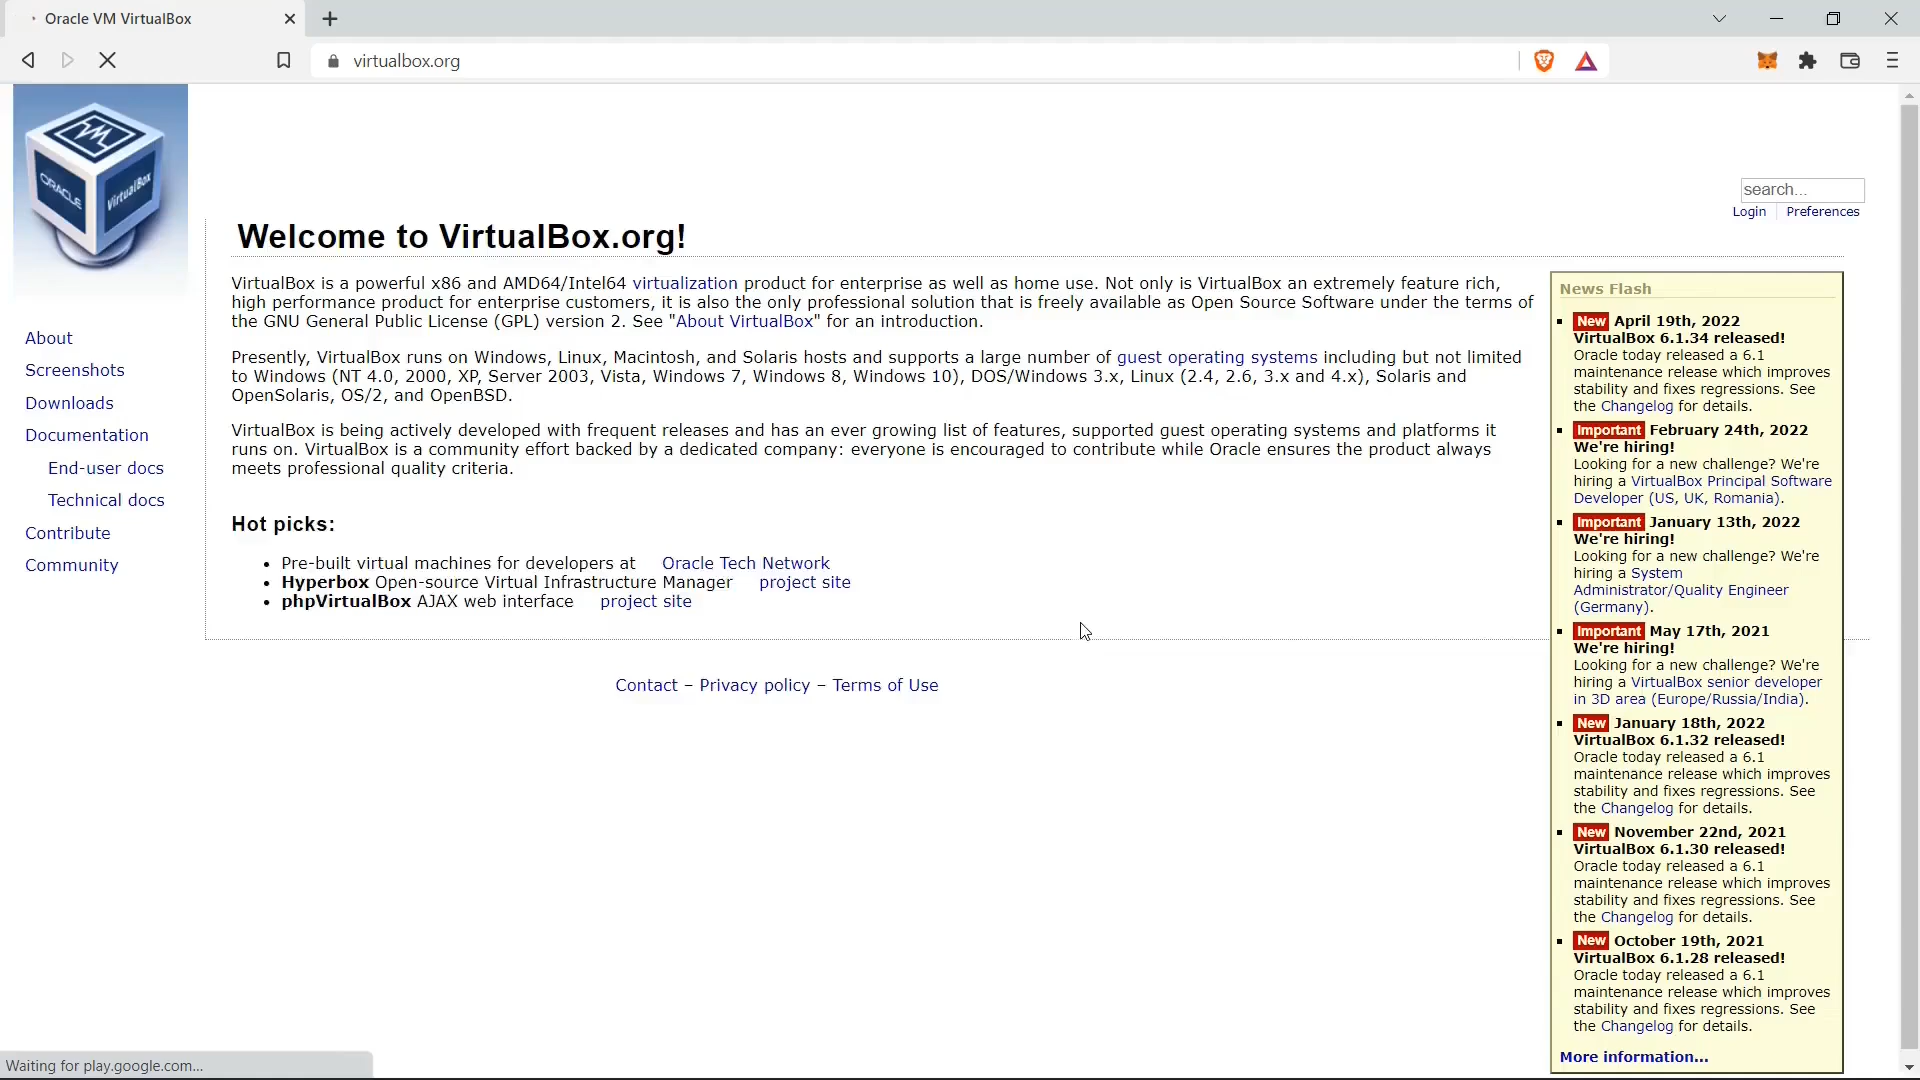 Oracle VM VirtualBox
virtualbox.org
ORACLE
VirtualBox
search...
Login Preferences
Welcome to VirtualBox.org!
VirtualBox is a powerful x86 and AMD64/Intel64 virtualization product for enterprise as well as home use. Not only is VirtualBox an extremely feature rich,
high performance product for enterprise customers, it is also the only professional solution that is freely available as Open Source Software under the terms of
the GNU General Public License (GPL) version 2. See "About VirtualBox" for an introduction.
Presently, VirtualBox runs on Windows, Linux, Macintosh, and Solaris hosts and supports a large number of guest operating systems including but not limited
to Windows (NT 4.0, 2000, XP, Server 2003, Vista, Windows 7, Windows 8, Windows 10), DOS/Windows 3.x, Linux (2.4, 2.6, 3.x and 4.x), Solaris and
OpenSolaris, OS/2, and OpenBSD.
VirtualBox is being actively developed with frequent releases and has an ever growing list of features, supported guest operating systems and platforms it
runs on. VirtualBox is a community effort backed by a dedicated company: everyone is encouraged to contribute while Oracle ensures the product always
meets professional quality criteria.
Hot picks:
Pre-built virtual machines for developers at Oracle Tech Network
Hyperbox Open-source Virtual Infrastructure Manager project site
phpVirtualBox AJAX web interface project site
Contact – Privacy policy – Terms of Use
About
Screenshots
Downloads
Documentation
End-user docs
Technical docs
Contribute
Community
News Flash
New April 19th, 2022
VirtualBox 6.1.34 released!
Oracle today released a 6.1
maintenance release which improves
stability and fixes regressions. See
the Changelog for details.
Important February 24th, 2022
We're hiring!
Looking for a new challenge? We're
hiring a VirtualBox Principal Software
Developer (US, UK, Romania).
Important January 13th, 2022
We're hiring!
Looking for a new challenge? We're
hiring a System
Administrator/Quality Engineer
(Germany).
Important May 17th, 2021
We're hiring!
Looking for a new challenge? We're
hiring a VirtualBox senior developer
in 3D area (Europe/Russia/India).
New January 18th, 2022
VirtualBox 6.1.32 released!
Oracle today released a 6.1
maintenance release which improves
stability and fixes regressions. See
the Changelog for details.
New November 22nd, 2021
VirtualBox 6.1.30 released!
Oracle today released a 6.1
maintenance release which improves
stability and fixes regressions. See
the Changelog for details.
New October 19th, 2021
VirtualBox 6.1.28 released!
Oracle today released a 6.1
maintenance release which improves
stability and fixes regressions. See
the Changelog for details.
More information...
Waiting for play.google.com...